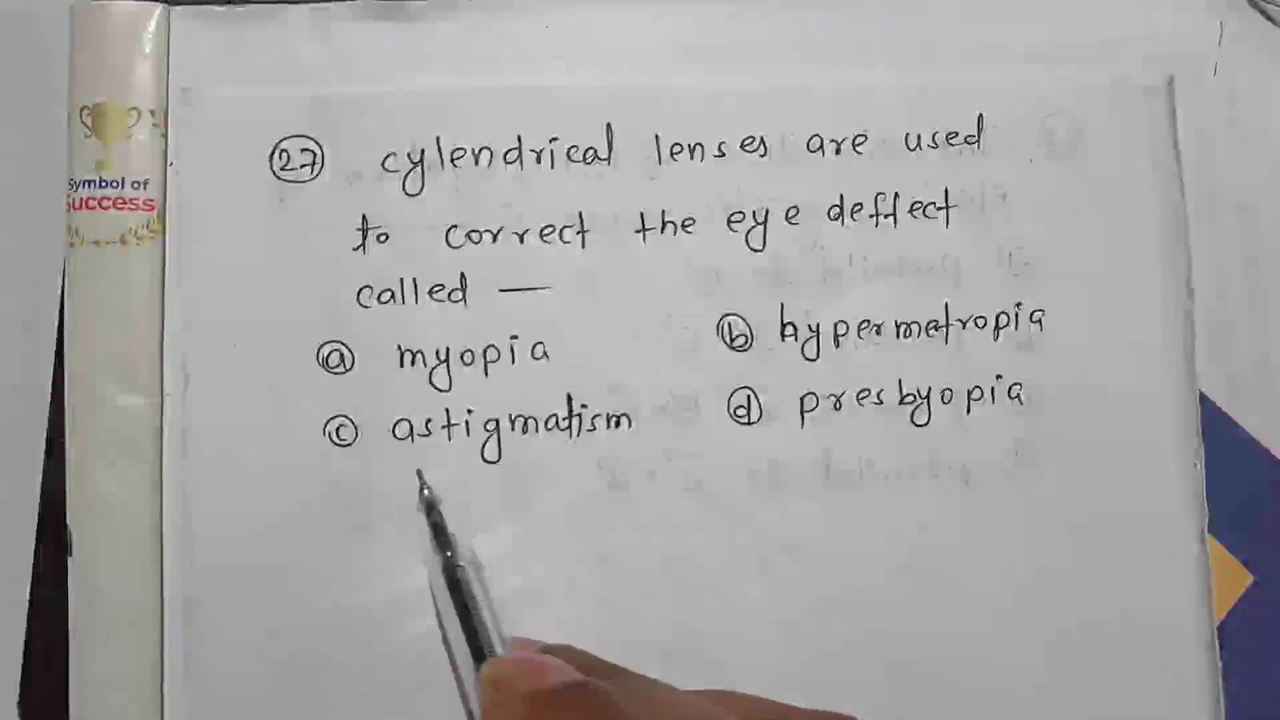 Symbol of
Success
27 cylendrical lenses are used
to correct the eye deffect
called —
a myopia
b hypermetropia
c astigmatism
d presbyopia